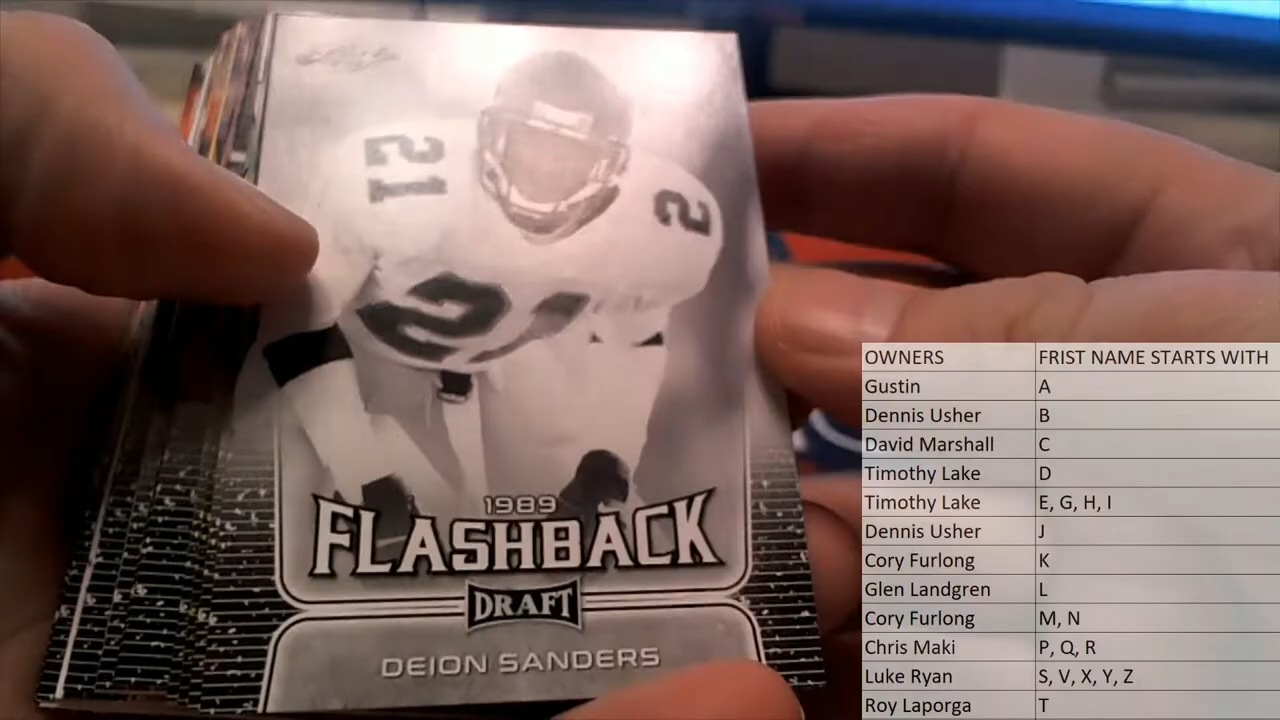 21
2
21
1989
FLASHBACK
DRAFT
DEION SANDERS
OWNERS FRIST NAME STARTS WITH
Gustin A
Dennis Usher B
David Marshall C
Timothy Lake D
Timothy Lake E, G, H, I
Dennis Usher J
Cory Furlong K
Glen Landgren L
Cory Furlong M, N
Chris Maki P, Q, R
Luke Ryan S, V, X, Y, Z
Roy Laporga T